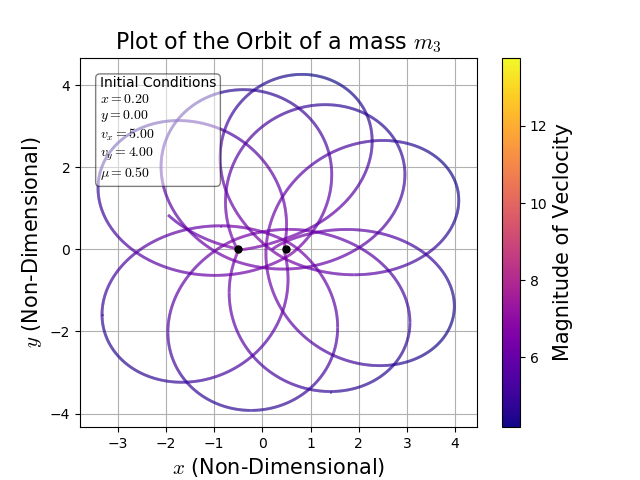 Plot of the Orbit of a mass m₃
Initial Conditions
x = 0.20
y = 0.00
vₓ = 5.00
v_y = 4.00
μ = 0.50
4
2
0
−2
−4
y (Non-Dimensional)
−3 −2 −1 0 1 2 3 4
x (Non-Dimensional)
12
10
8
6
Magnitude of Veclocity